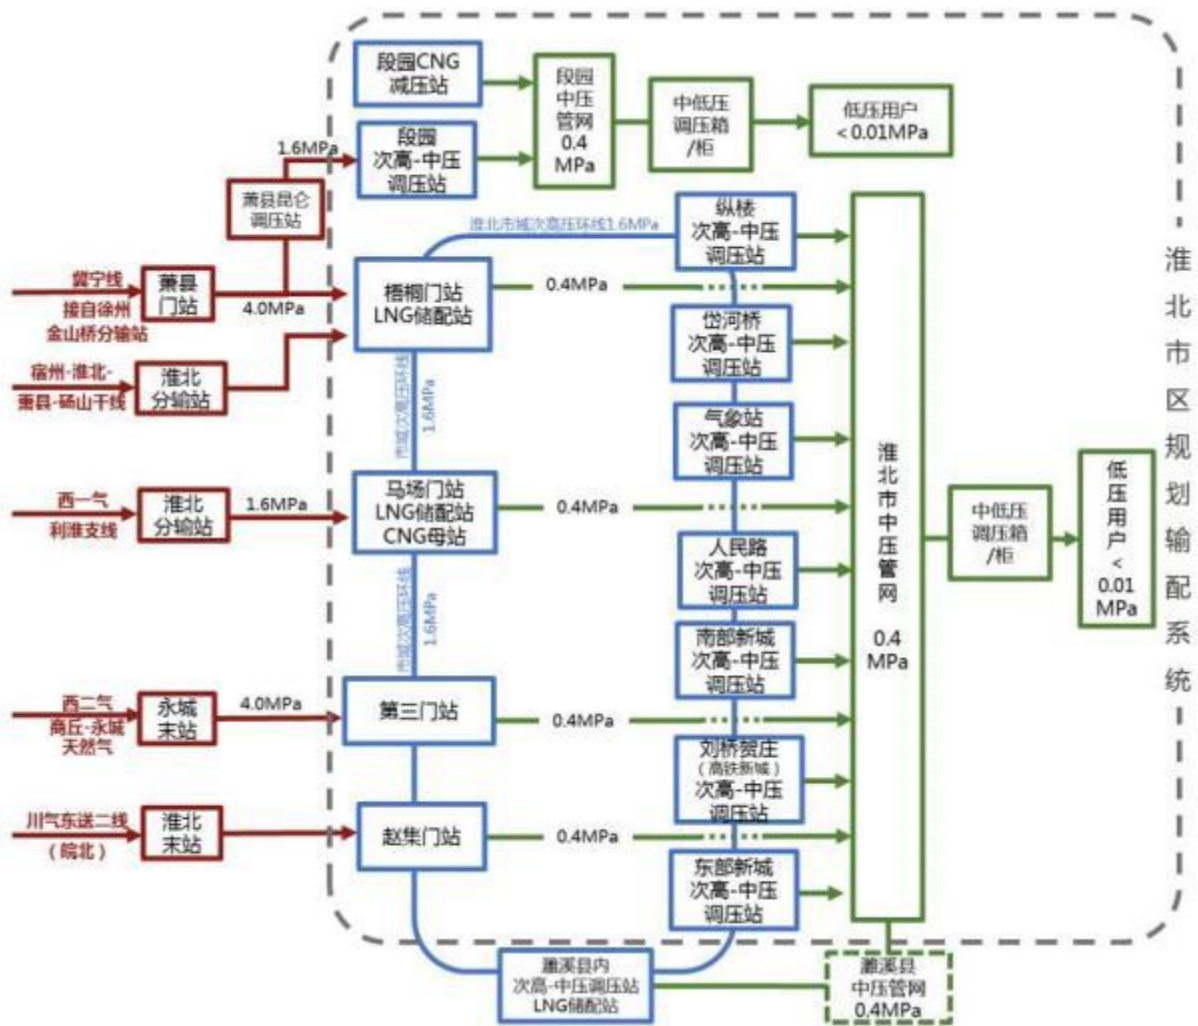 段园CNG
减压站
段园
中压
管网
0.4
MPa
中低压
调压箱
/柜
低压用户
＜0.01MPa
1.6MPa
段园
次高-中压
调压站
萧县昆仑
调压站
淮北市域次高压环线1.6MPa
纵楼
次高-中压
调压站
冀宁线
接自徐州
金山桥分输站
萧县
门站
4.0MPa
梧桐门站
LNG储配站
0.4MPa
宿州-淮北-
萧县-砀山干线
淮北
分输站
岱河桥
次高-中压
调压站
市域次高压环线
1.6MPa
气象站
次高-中压
调压站
西一气
利淮支线
淮北
分输站
1.6MPa
马场门站
LNG储配站
CNG母站
0.4MPa
人民路
次高-中压
调压站
市域次高压环线
1.6MPa
南部新城
次高-中压
调压站
西二气
商丘-永城
天然气
永城
末站
4.0MPa
第三门站
0.4MPa
刘桥贺庄
（高铁新城）
次高-中压
调压站
川气东送二线
（皖北）
淮北
末站
赵集门站
0.4MPa
东部新城
次高-中压
调压站
淮北市中压管网
0.4
MPa
中低压
调压箱
/柜
低压用户
＜
0.01
MPa
濉溪县内
次高-中压调压站
LNG储配站
濉溪县
中压管网
0.4MPa
淮北市区规划输配系统